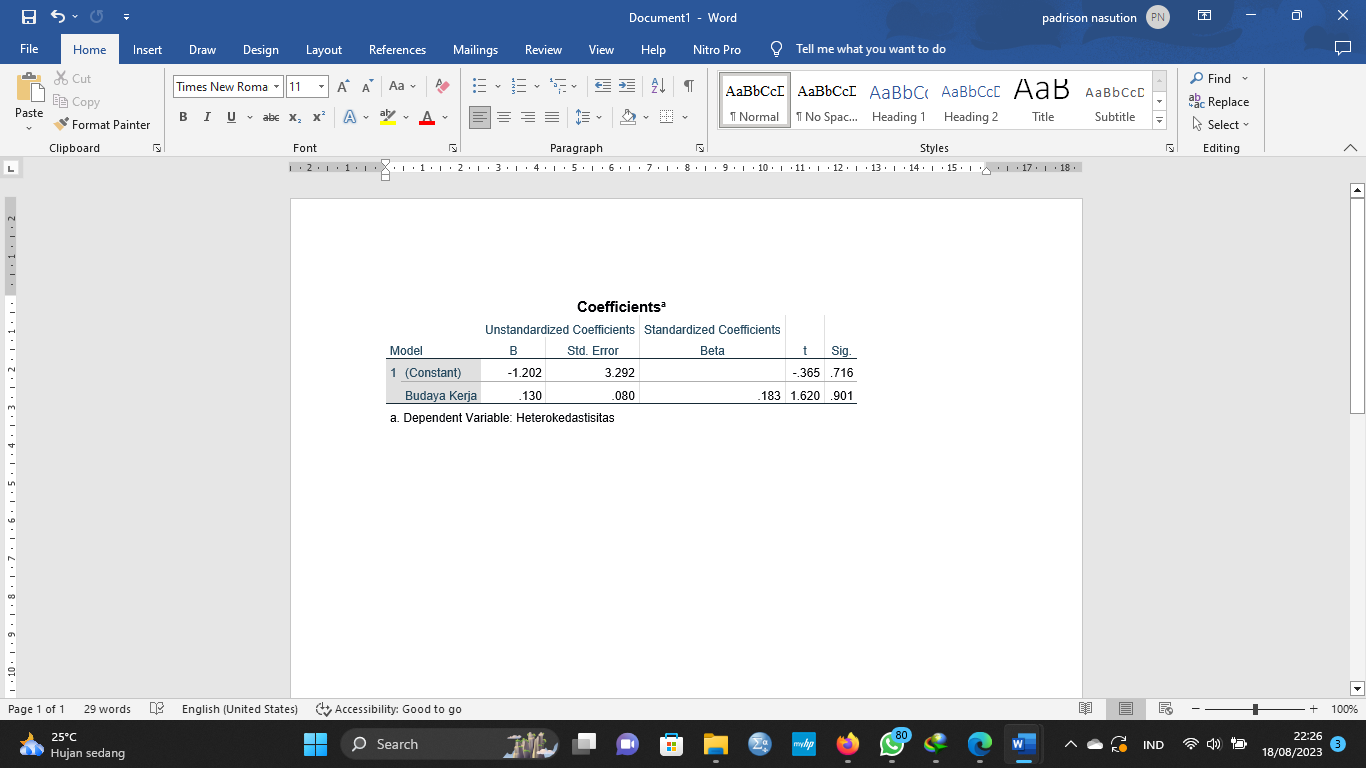 Document1 - Word
padrison nasution
PN
File Home Insert Draw Design Layout References Mailings Review View Help Nitro Pro Tell me what you want to do
Paste
Cut
Copy
Format Painter
Clipboard
Times New Roma
11
Font
Paragraph
AaBbCcD ¶ Normal
AaBbCcD ¶ No Spac...
AaBbCc Heading 1
AaBbCcD Heading 2
AaB Title
AaBbCcD Subtitle
Styles
Find
Replace
Select
Editing
Coefficientsa
Unstandardized Coefficients Standardized Coefficients
Model B Std. Error Beta t Sig.
1 (Constant) -1.202 3.292 -.365 .716
Budaya Kerja .130 .080 .183 1.620 .901
a. Dependent Variable: Heterokedastisitas
Page 1 of 1 29 words English (United States) Accessibility: Good to go 100%
25°C
Hujan sedang
Search
80
IND
22:26
18/08/2023
3